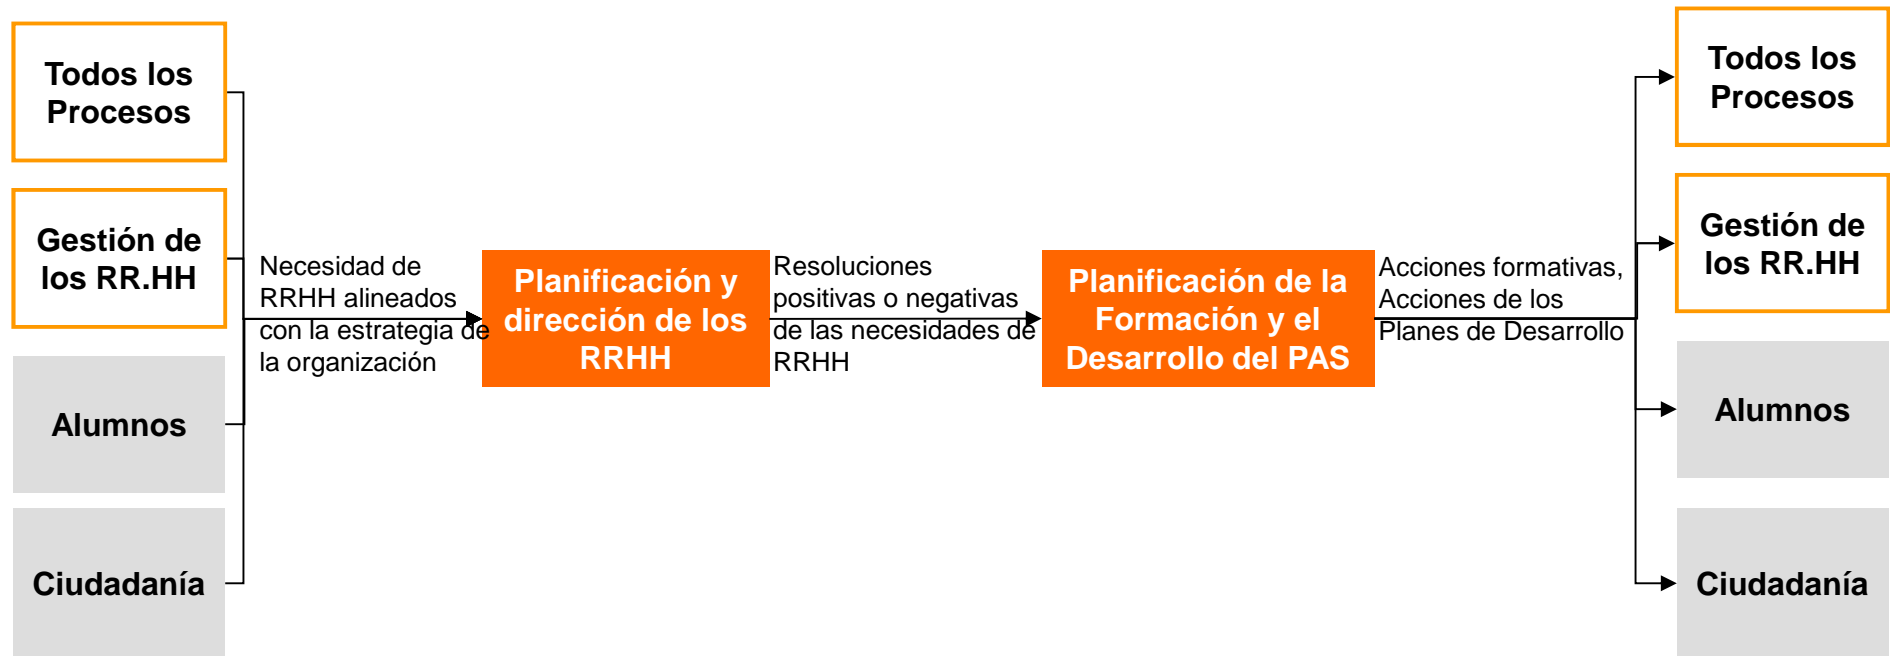 Todos los
Procesos
Gestión de
los RR.HH
Alumnos
Ciudadanía
Necesidad de
RRHH alineados
con la estrategia de
la organización
Planificación y
dirección de los
RRHH
Resoluciones
positivas o negativas
de las necesidades de
RRHH
Planificación de la
Formación y el
Desarrollo del PAS
Acciones formativas,
Acciones de los
Planes de Desarrollo
Todos los
Procesos
Gestión de
los RR.HH
Alumnos
Ciudadanía